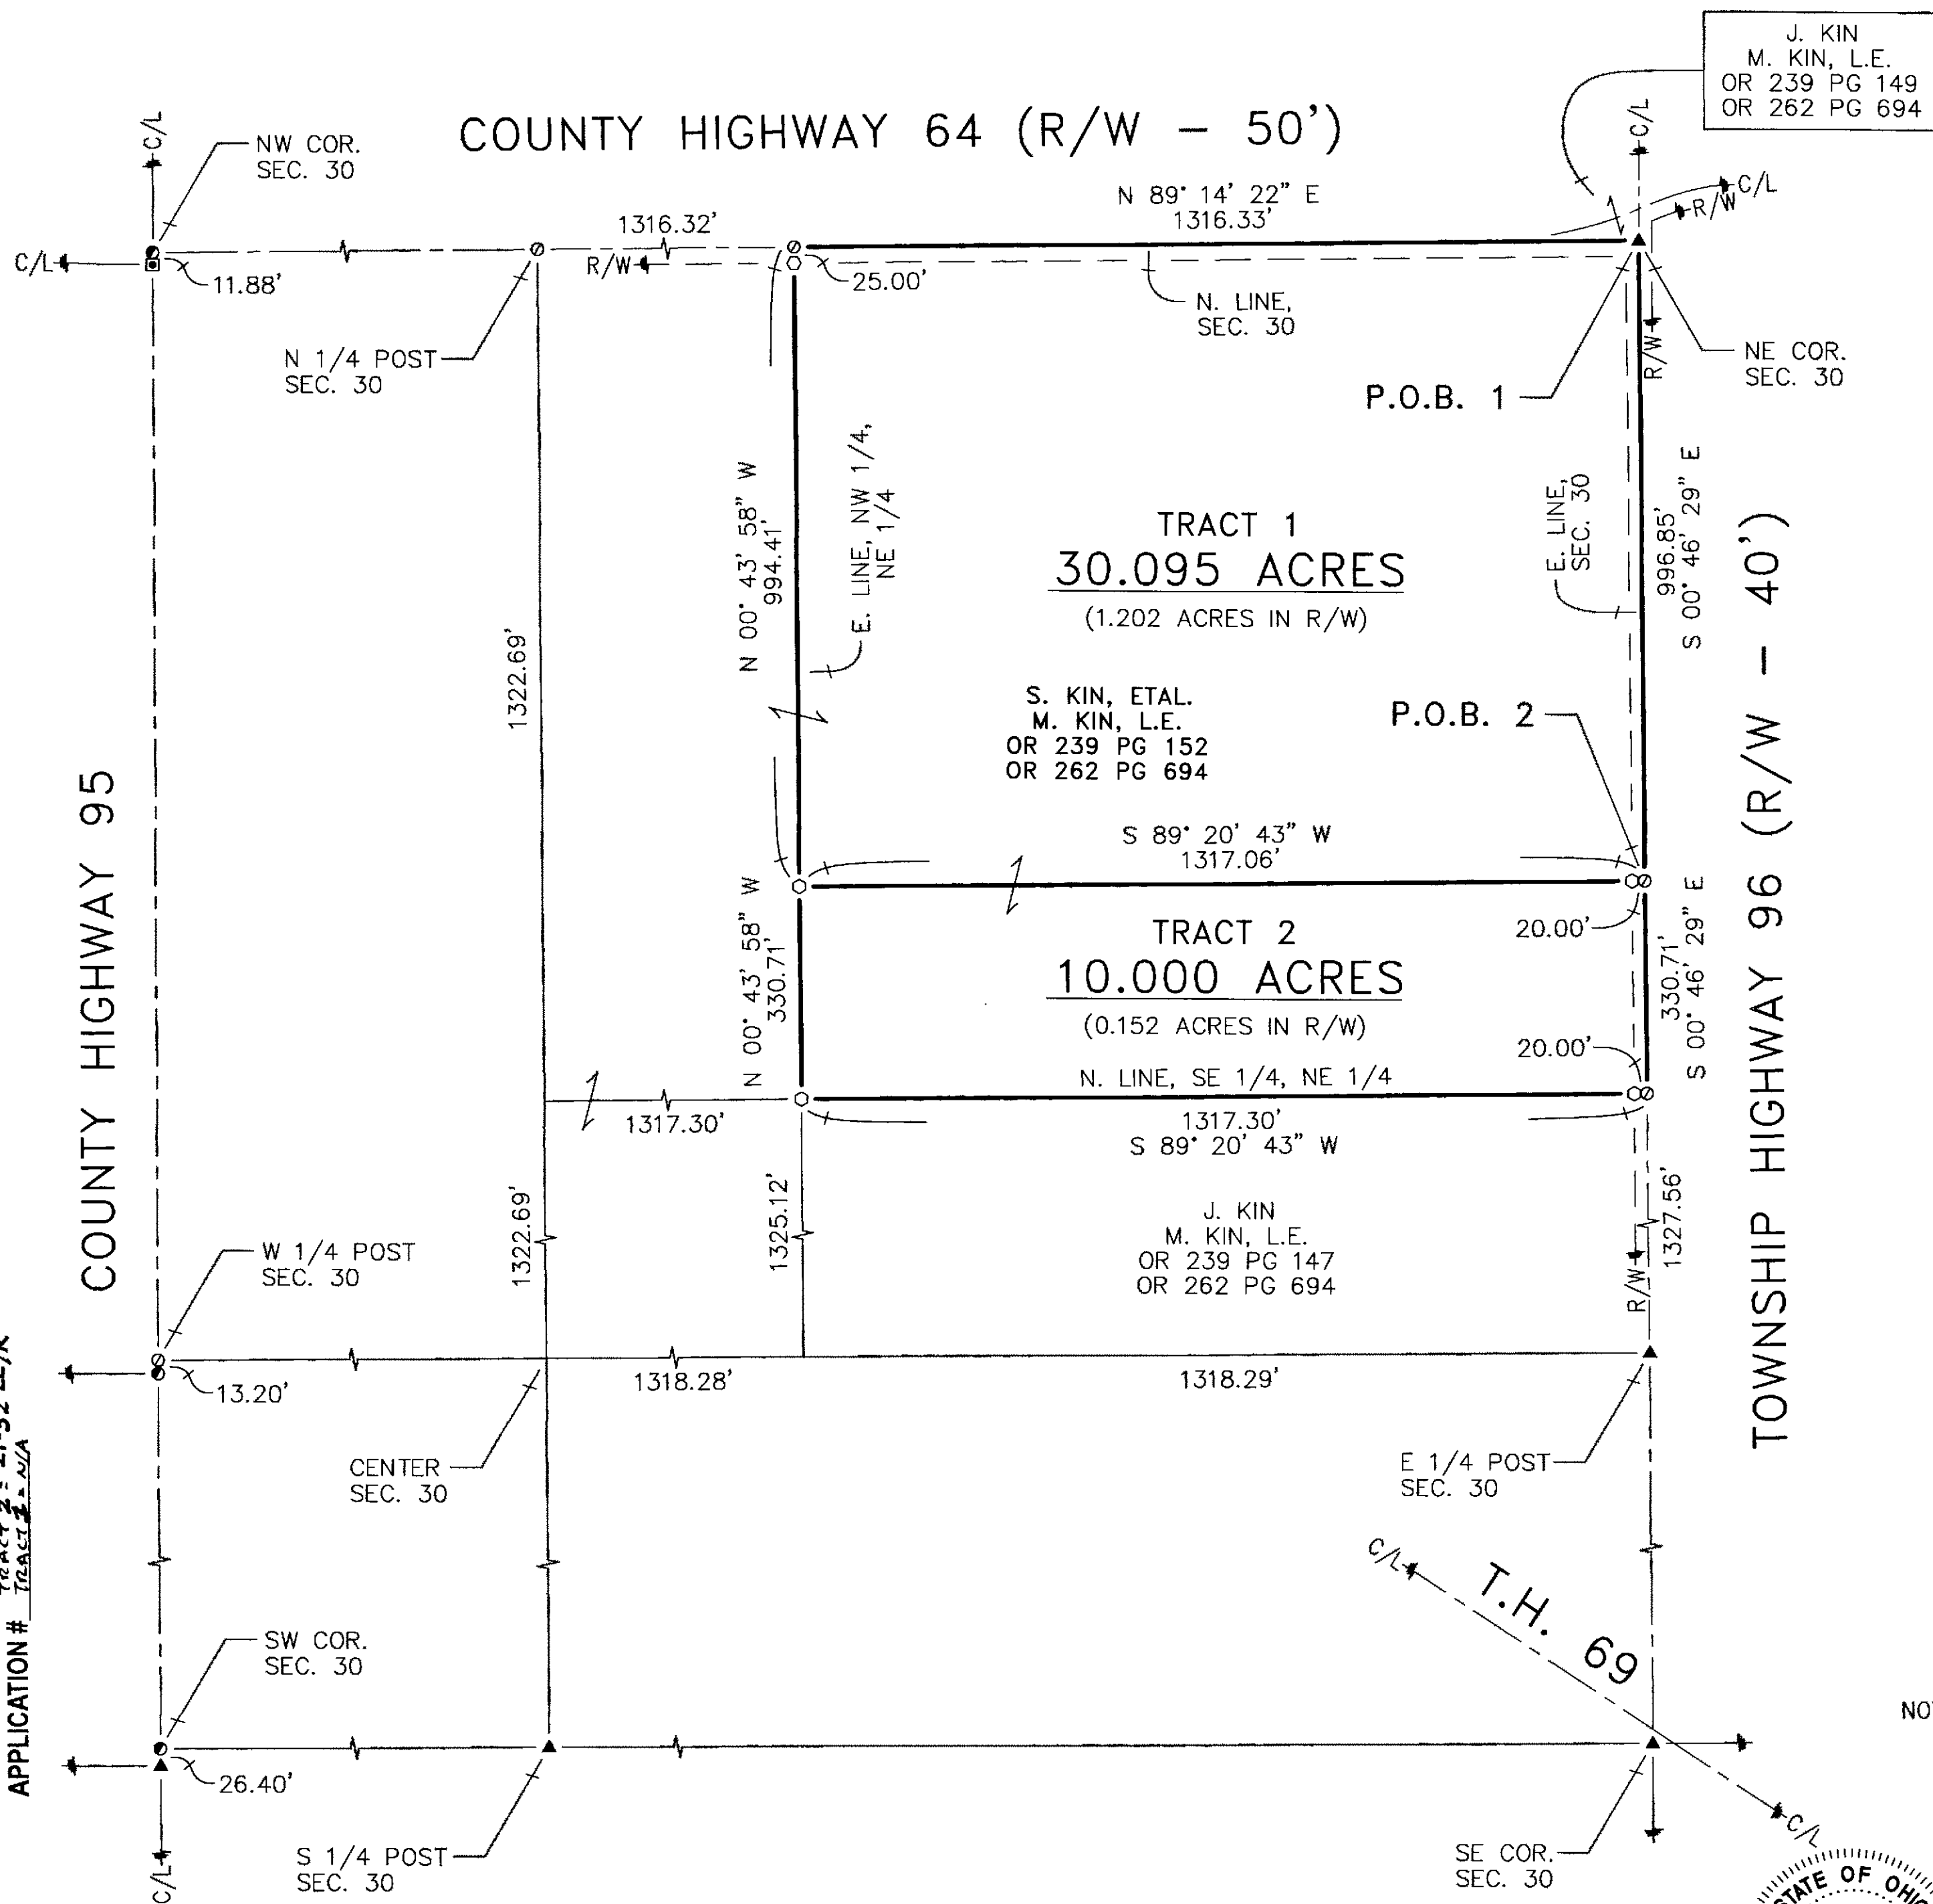 J. KIN
M. KIN, L.E.
OR 239 PG 149
OR 262 PG 694
COUNTY HIGHWAY 64 (R/W - 50')
C/L
NW COR.
SEC. 30
C/L
N 89° 14' 22" E
1316.33'
C/L
R/W
1316.32'
C/L
11.88'
R/W
25.00'
N. LINE,
SEC. 30
N 1/4 POST
SEC. 30
R/W
NE COR.
SEC. 30
P.O.B. 1
N 00° 43' 58" W
994.41'
E. LINE, NW 1/4,
NE 1/4
E. LINE,
SEC. 30
996.85'
S 00° 46' 29" E
TRACT 1
30.095 ACRES
(1.202 ACRES IN R/W)
1322.69'
S. KIN, ETAL.
M. KIN, L.E.
OR 239 PG 152
OR 262 PG 694
P.O.B. 2
COUNTY HIGHWAY 95
TOWNSHIP HIGHWAY 96 (R/W - 40')
S 89° 20' 43" W
1317.06'
N 00° 43' 58" W
330.71'
TRACT 2
10.000 ACRES
(0.152 ACRES IN R/W)
20.00'
330.71'
S 00° 46' 29" E
20.00'
N. LINE, SE 1/4, NE 1/4
1317.30'
1317.30'
S 89° 20' 43" W
1322.69'
1325.12'
J. KIN
M. KIN, L.E.
OR 239 PG 147
OR 262 PG 694
R/W
1327.56'
W 1/4 POST
SEC. 30
13.20'
1318.28'
1318.29'
CENTER
SEC. 30
E 1/4 POST
SEC. 30
APPLICATION #
TRACT 2 =
TRACT 1 = N/A
C/L
T.H. 69
C/L
SW COR.
SEC. 30
26.40'
C/L
S 1/4 POST
SEC. 30
SE COR.
SEC. 30
STATE OF OHIO